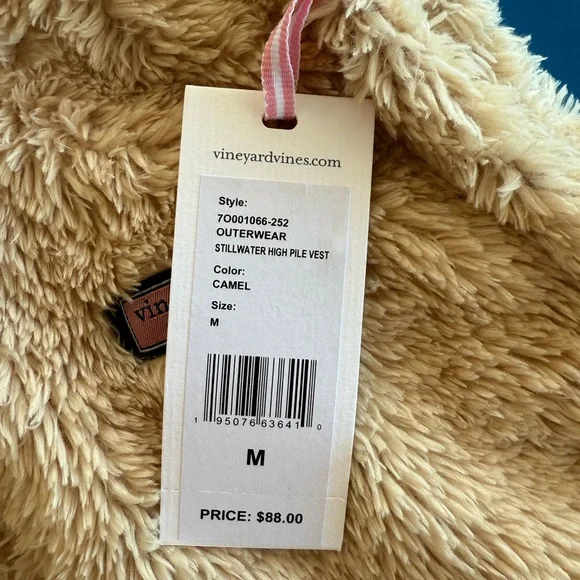 vineyardvines.com
Style:
7O001066-252
OUTERWEAR
STILLWATER HIGH PILE VEST
Color:
CAMEL
Size:
M
1 95076 63641 0
M
PRICE: $88.00
vin